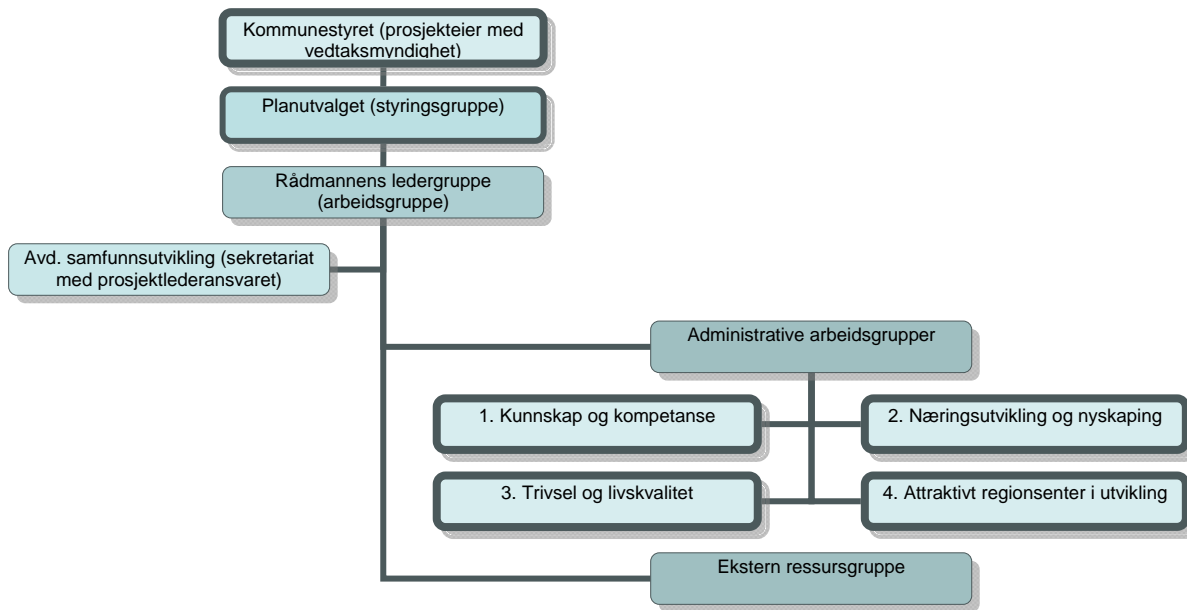 Kommunestyret (prosjekteier med
vedtaksmyndighet)
Planutvalget (styringsgruppe)
Rådmannens ledergruppe
(arbeidsgruppe)
Avd. samfunnsutvikling (sekretariat
med prosjektlederansvaret)
Administrative arbeidsgrupper
1. Kunnskap og kompetanse
2. Næringsutvikling og nyskaping
3. Trivsel og livskvalitet
4. Attraktivt regionsenter i utvikling
Ekstern ressursgruppe